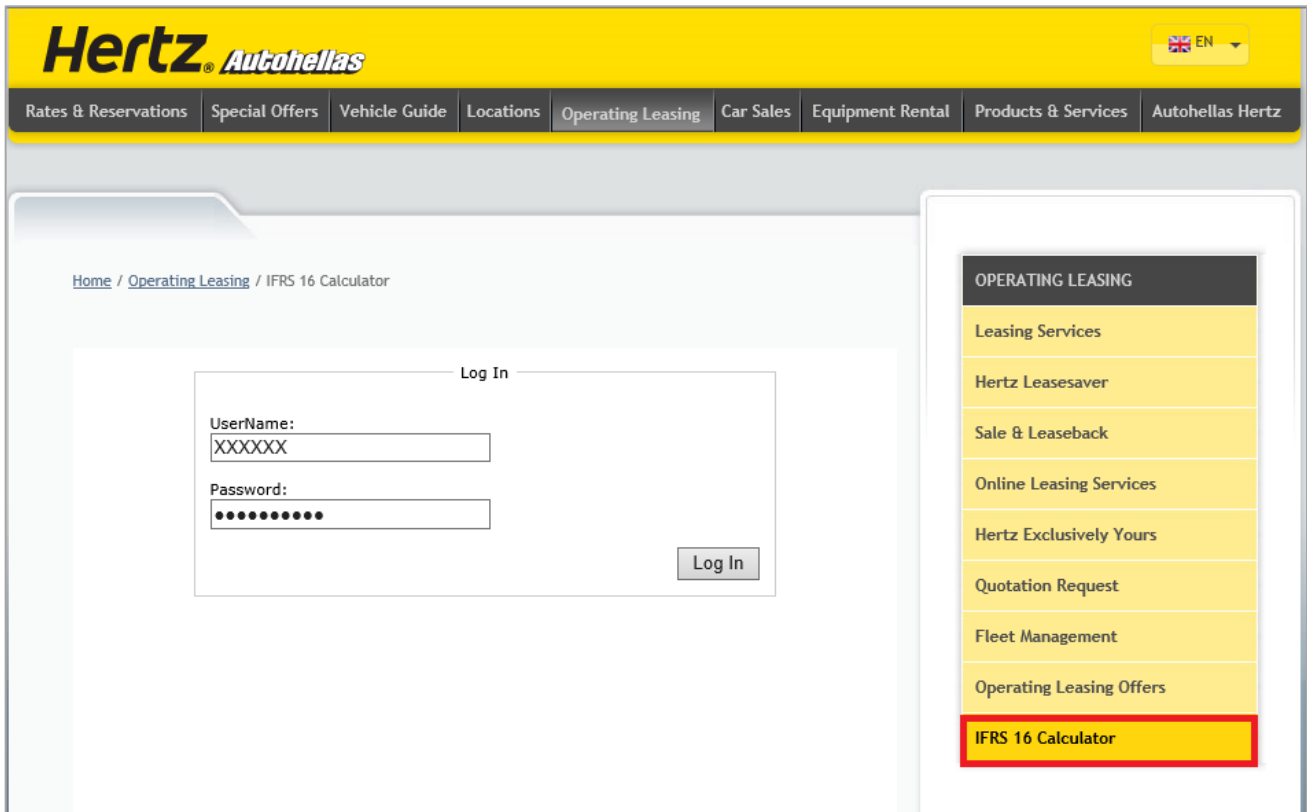 Hertz. Autohellas
EN
Rates & Reservations Special Offers Vehicle Guide Locations Operating Leasing Car Sales Equipment Rental Products & Services Autohellas Hertz
Home / Operating Leasing / IFRS 16 Calculator
Log In
UserName:
XXXXXX
Password:
●●●●●●●●●●
Log In
OPERATING LEASING
Leasing Services
Hertz Leasesaver
Sale & Leaseback
Online Leasing Services
Hertz Exclusively Yours
Quotation Request
Fleet Management
Operating Leasing Offers
IFRS 16 Calculator